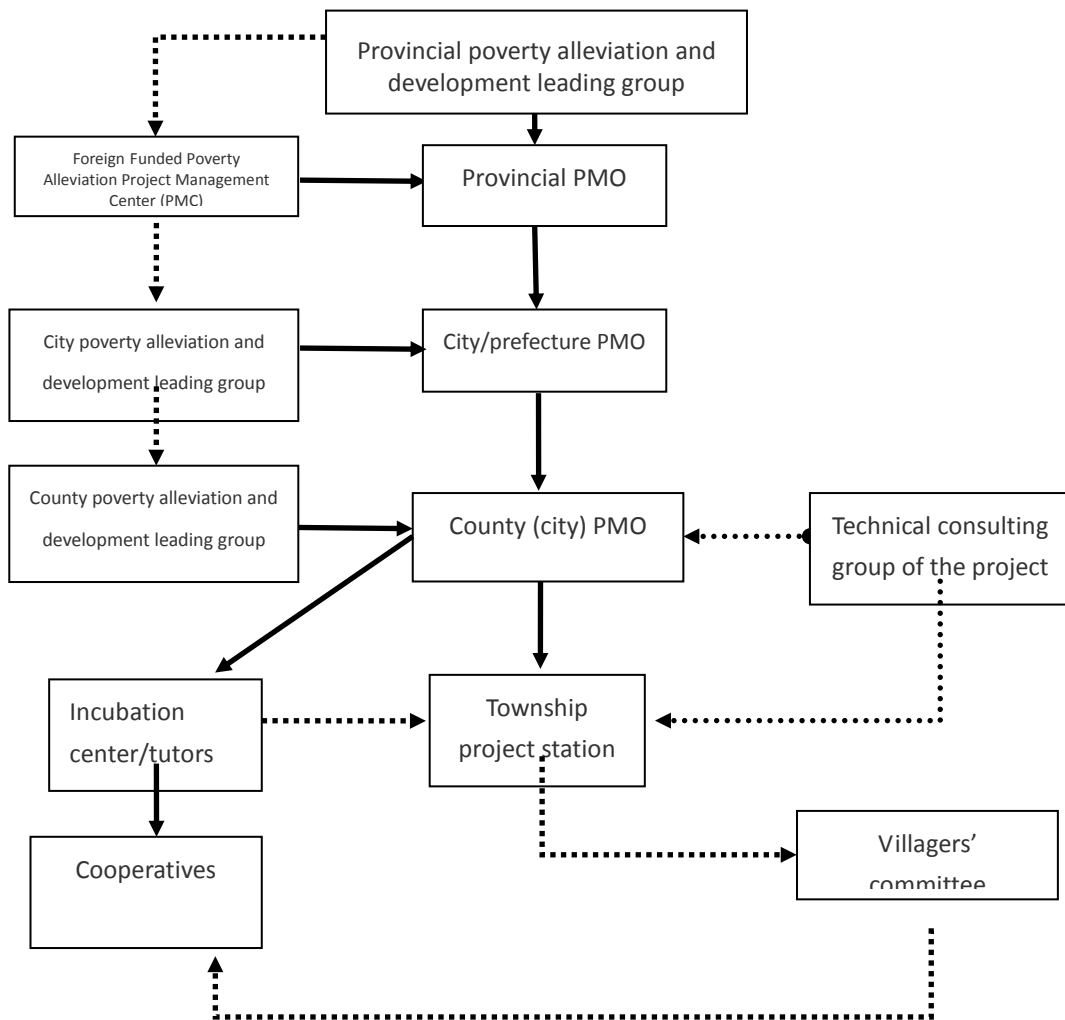 Provincial poverty alleviation and
development leading group
Foreign Funded Poverty
Alleviation Project Management
Center (PMC)
Provincial PMO
City poverty alleviation and
development leading group
City/prefecture PMO
County poverty alleviation and
development leading group
County (city) PMO
Technical consulting
group of the project
Incubation
center/tutors
Township
project station
Cooperatives
Villagers’
committee